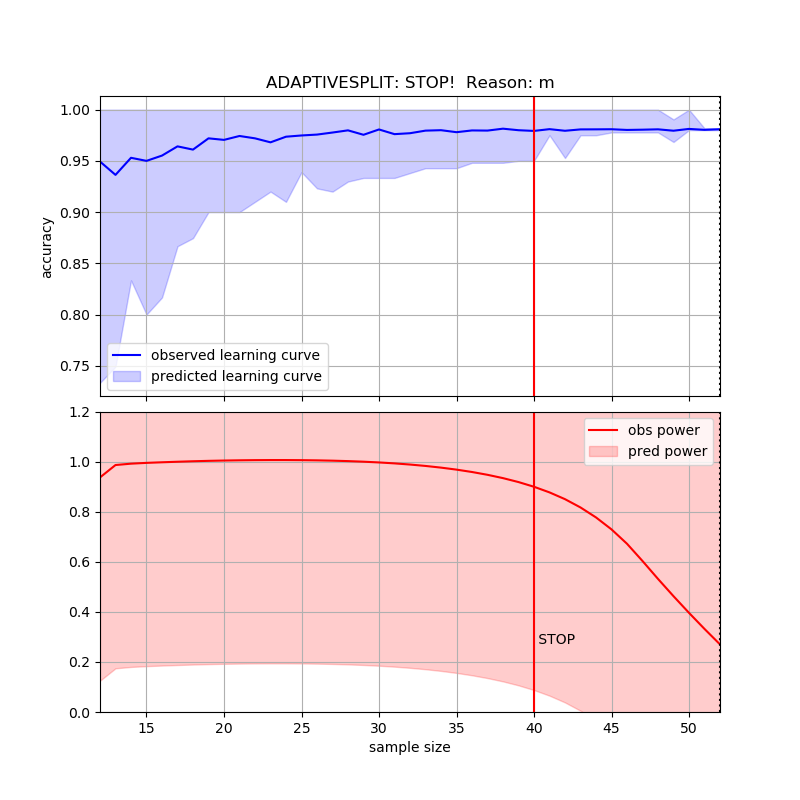 ADAPTIVESPLIT: STOP!  Reason: m
1.00
0.95
0.90
0.85
0.80
0.75
accuracy
observed learning curve
predicted learning curve
1.2
1.0
0.8
0.6
0.4
0.2
0.0
obs power
pred power
STOP
15 20 25 30 35 40 45 50
sample size